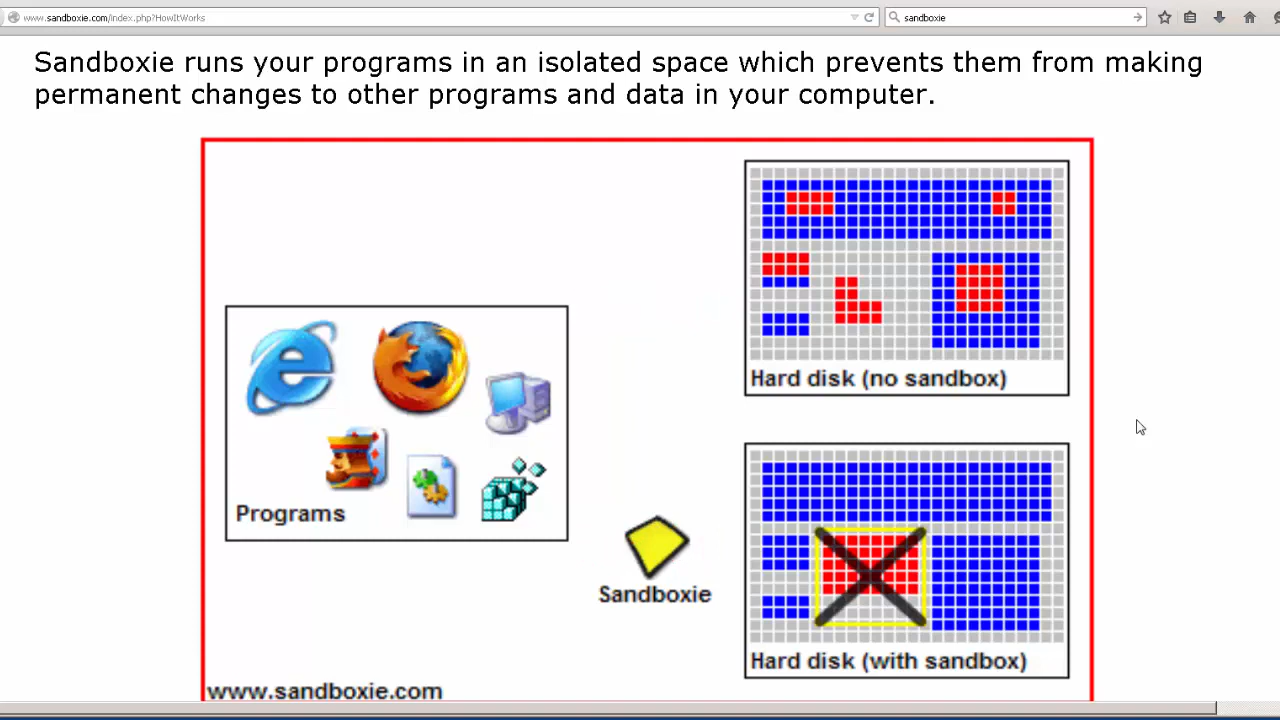 www.sandboxie.com/index.php?HowItWorks
sandboxie
Sandboxie runs your programs in an isolated space which prevents them from making
permanent changes to other programs and data in your computer.
Hard disk (no sandbox)
Programs
Sandboxie
Hard disk (with sandbox)
www.sandboxie.com